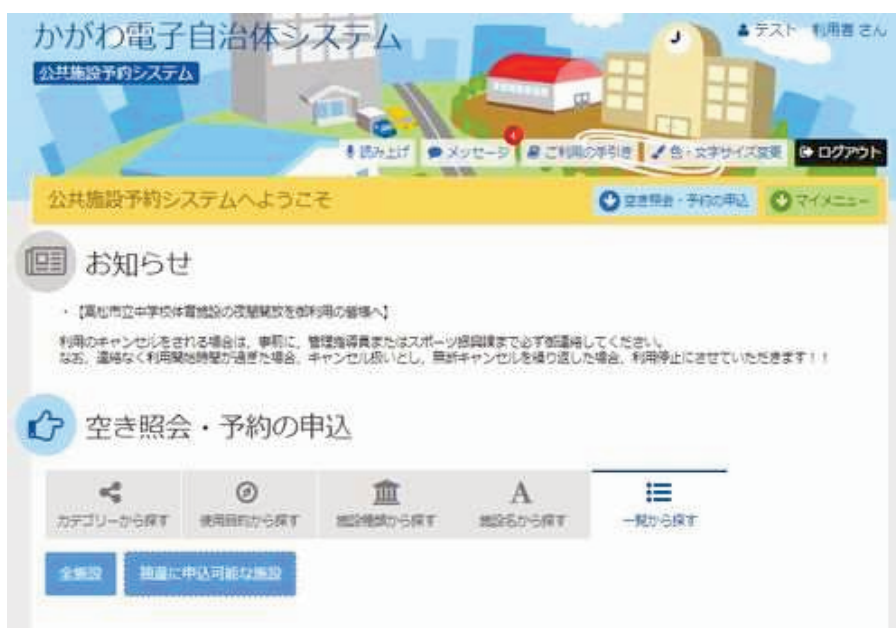 かがわ電子自治体システム
公共施設予約システム
テスト 利用者 さん
読み上げ
メッセージ
4
ご利用の手引き
色・文字サイズ変更
ログアウト
公共施設予約システムへようこそ
空き照会・予約の申込
マイメニュー
お知らせ
・【高松市立中学校体育施設の夜間開放を御利用の皆様へ】
利用のキャンセルをされる場合は、事前に、管理指導員またはスポーツ振興課まで必ず御連絡してください。
なお、連絡なく利用開始時間が過ぎた場合、キャンセル扱いとし、無断キャンセルを繰り返した場合、利用停止にさせていただきます!!
空き照会・予約の申込
カテゴリーから探す
使用目的から探す
施設種類から探す
A
施設名から探す
一覧から探す
全施設
抽選に申込可能な施設